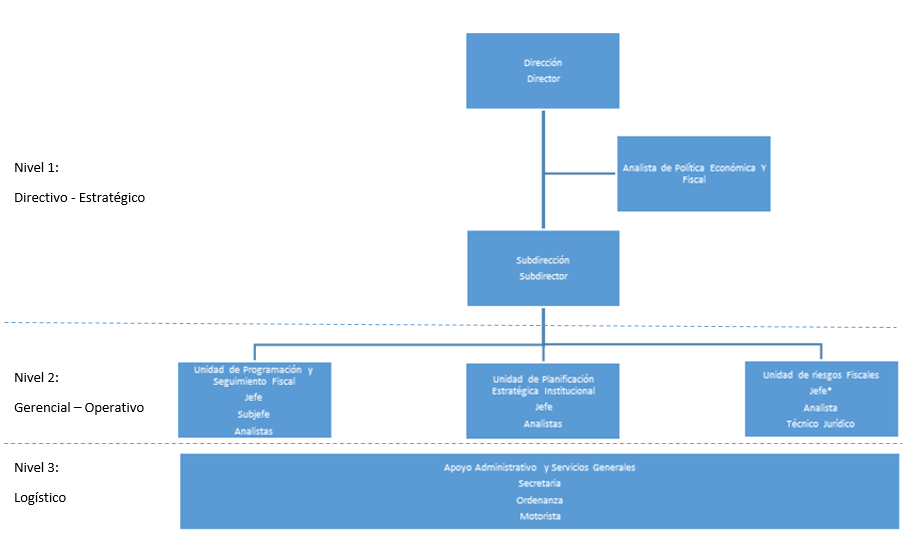 Dirección
Director
Nivel 1:
Directivo - Estratégico
Analista de Política Económica Y
Fiscal
Subdirección
Subdirector
Nivel 2:
Gerencial – Operativo
Unidad de Programación y
Seguimiento Fiscal
Jefe
Subjefe
Analistas
Unidad de Planificación
Estratégica Institucional
Jefe
Analistas
Unidad de riesgos Fiscales
Jefe*
Analista
Técnico Jurídico
Nivel 3:
Logístico
Apoyo Administrativo y Servicios Generales
Secretaria
Ordenanza
Motorista